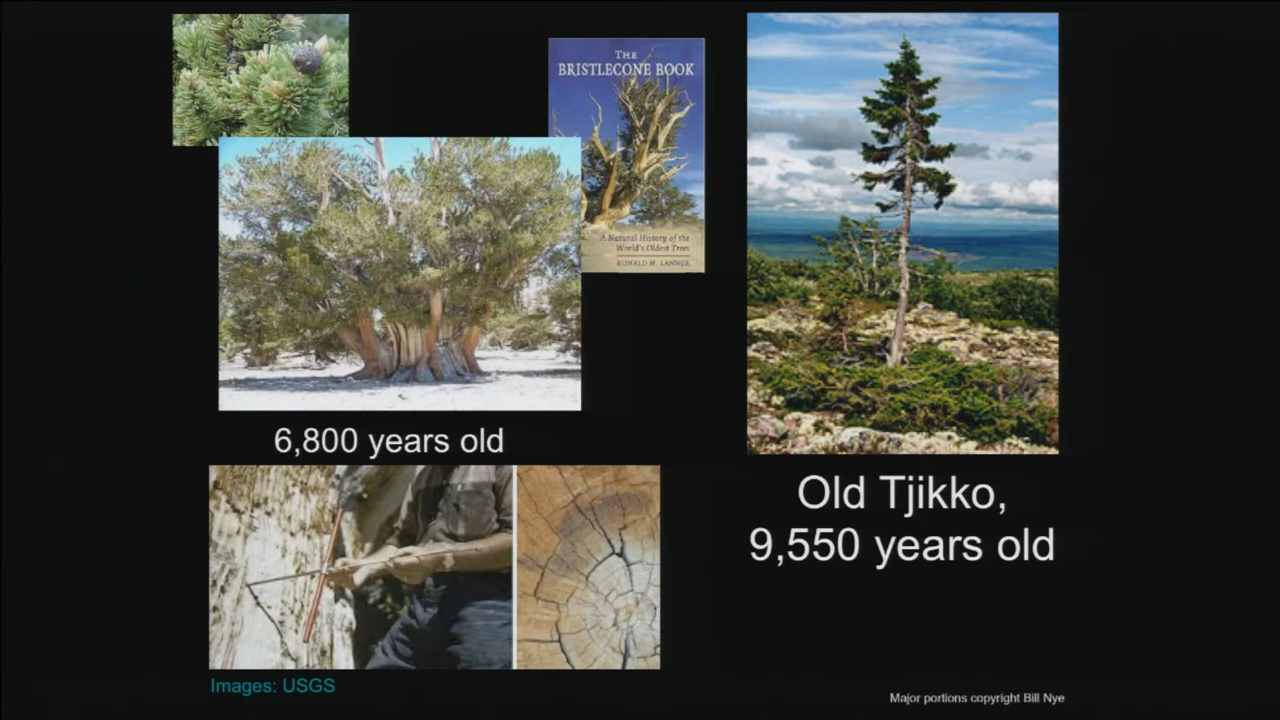 THE
BRISTLECONE BOOK
A Natural History of the
World's Oldest Trees
RONALD M. LANNER
6,800 years old
Old Tjikko,
9,550 years old
Images: USGS
Major portions copyright Bill Nye